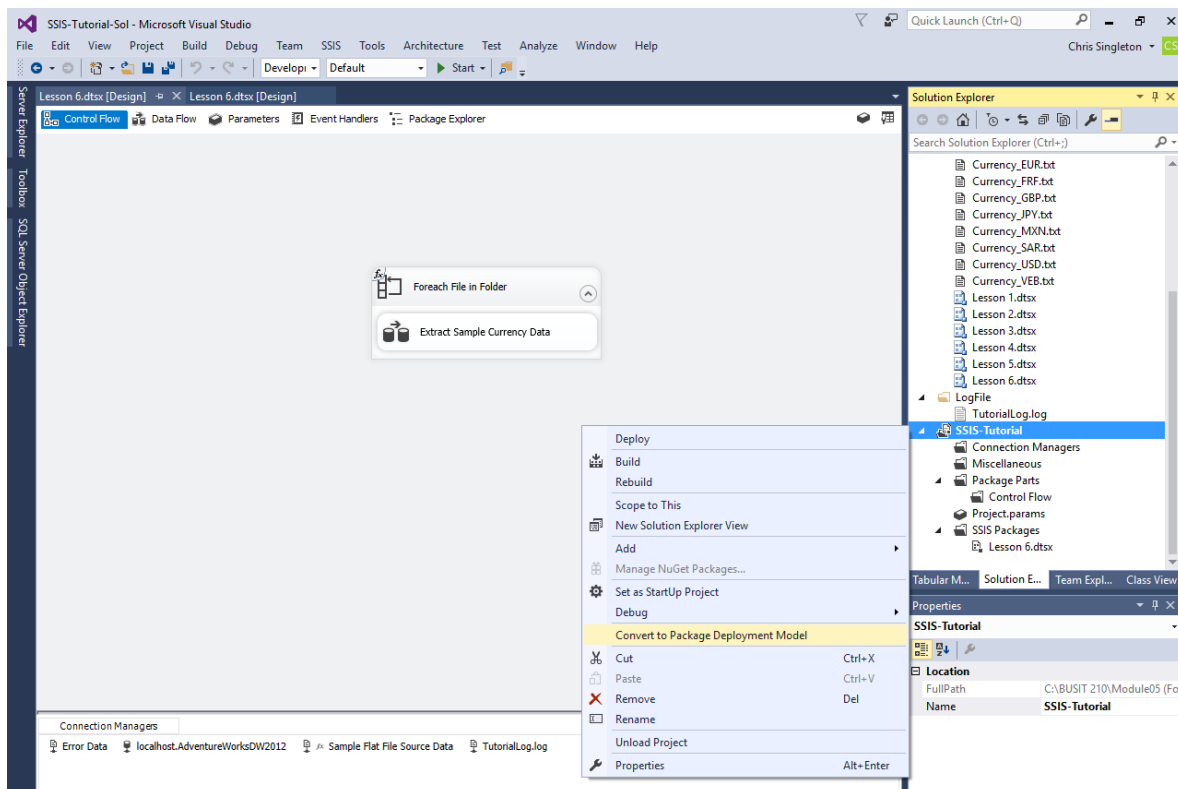 SSIS-Tutorial-Sol - Microsoft Visual Studio
Quick Launch (Ctrl+Q)
File Edit View Project Build Debug Team SSIS Tools Architecture Test Analyze Window Help
Chris Singleton
CS
Developı Default Start
Server Explorer
Toolbox
SQL Server Object Explorer
Lesson 6.dtsx [Design] Lesson 6.dtsx [Design]
Control Flow Data Flow Parameters Event Handlers Package Explorer
fx
Foreach File in Folder
Extract Sample Currency Data
Deploy
Build
Rebuild
Scope to This
New Solution Explorer View
Add
Manage NuGet Packages...
Set as StartUp Project
Debug
Convert to Package Deployment Model
Cut Ctrl+X
Paste Ctrl+V
Remove Del
Rename
Unload Project
Properties Alt+Enter
Connection Managers
Error Data localhost.AdventureWorksDW2012 fx Sample Flat File Source Data TutorialLog.log
Solution Explorer
Search Solution Explorer (Ctrl+;)
Currency_EUR.txt
Currency_FRF.txt
Currency_GBP.txt
Currency_JPY.txt
Currency_MXN.txt
Currency_SAR.txt
Currency_USD.txt
Currency_VEB.txt
Lesson 1.dtsx
Lesson 2.dtsx
Lesson 3.dtsx
Lesson 4.dtsx
Lesson 5.dtsx
Lesson 6.dtsx
LogFile
TutorialLog.log
SSIS-Tutorial
Connection Managers
Miscellaneous
Package Parts
Control Flow
Project.params
SSIS Packages
Lesson 6.dtsx
Tabular M... Solution E... Team Expl... Class View
Properties
SSIS-Tutorial
Location
FullPath C:\BUSIT 210\Module05 (Fo
Name SSIS-Tutorial